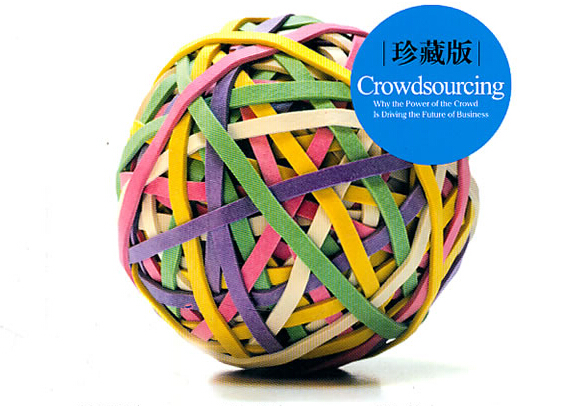 |珍藏版|
Crowdsourcing
Why the Power of the Crowd
Is Driving the Future of Business